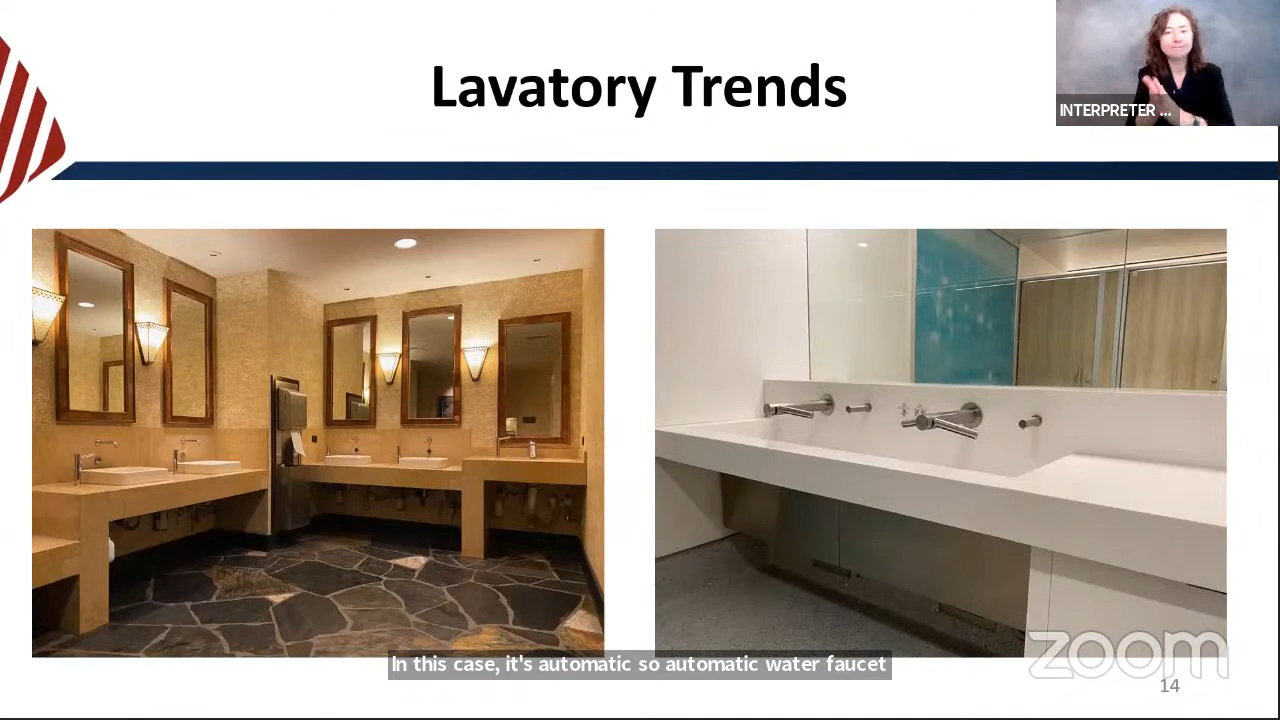 Lavatory Trends
INTERPRETER ...
In this case, it's automatic so automatic water faucet
zoom
14